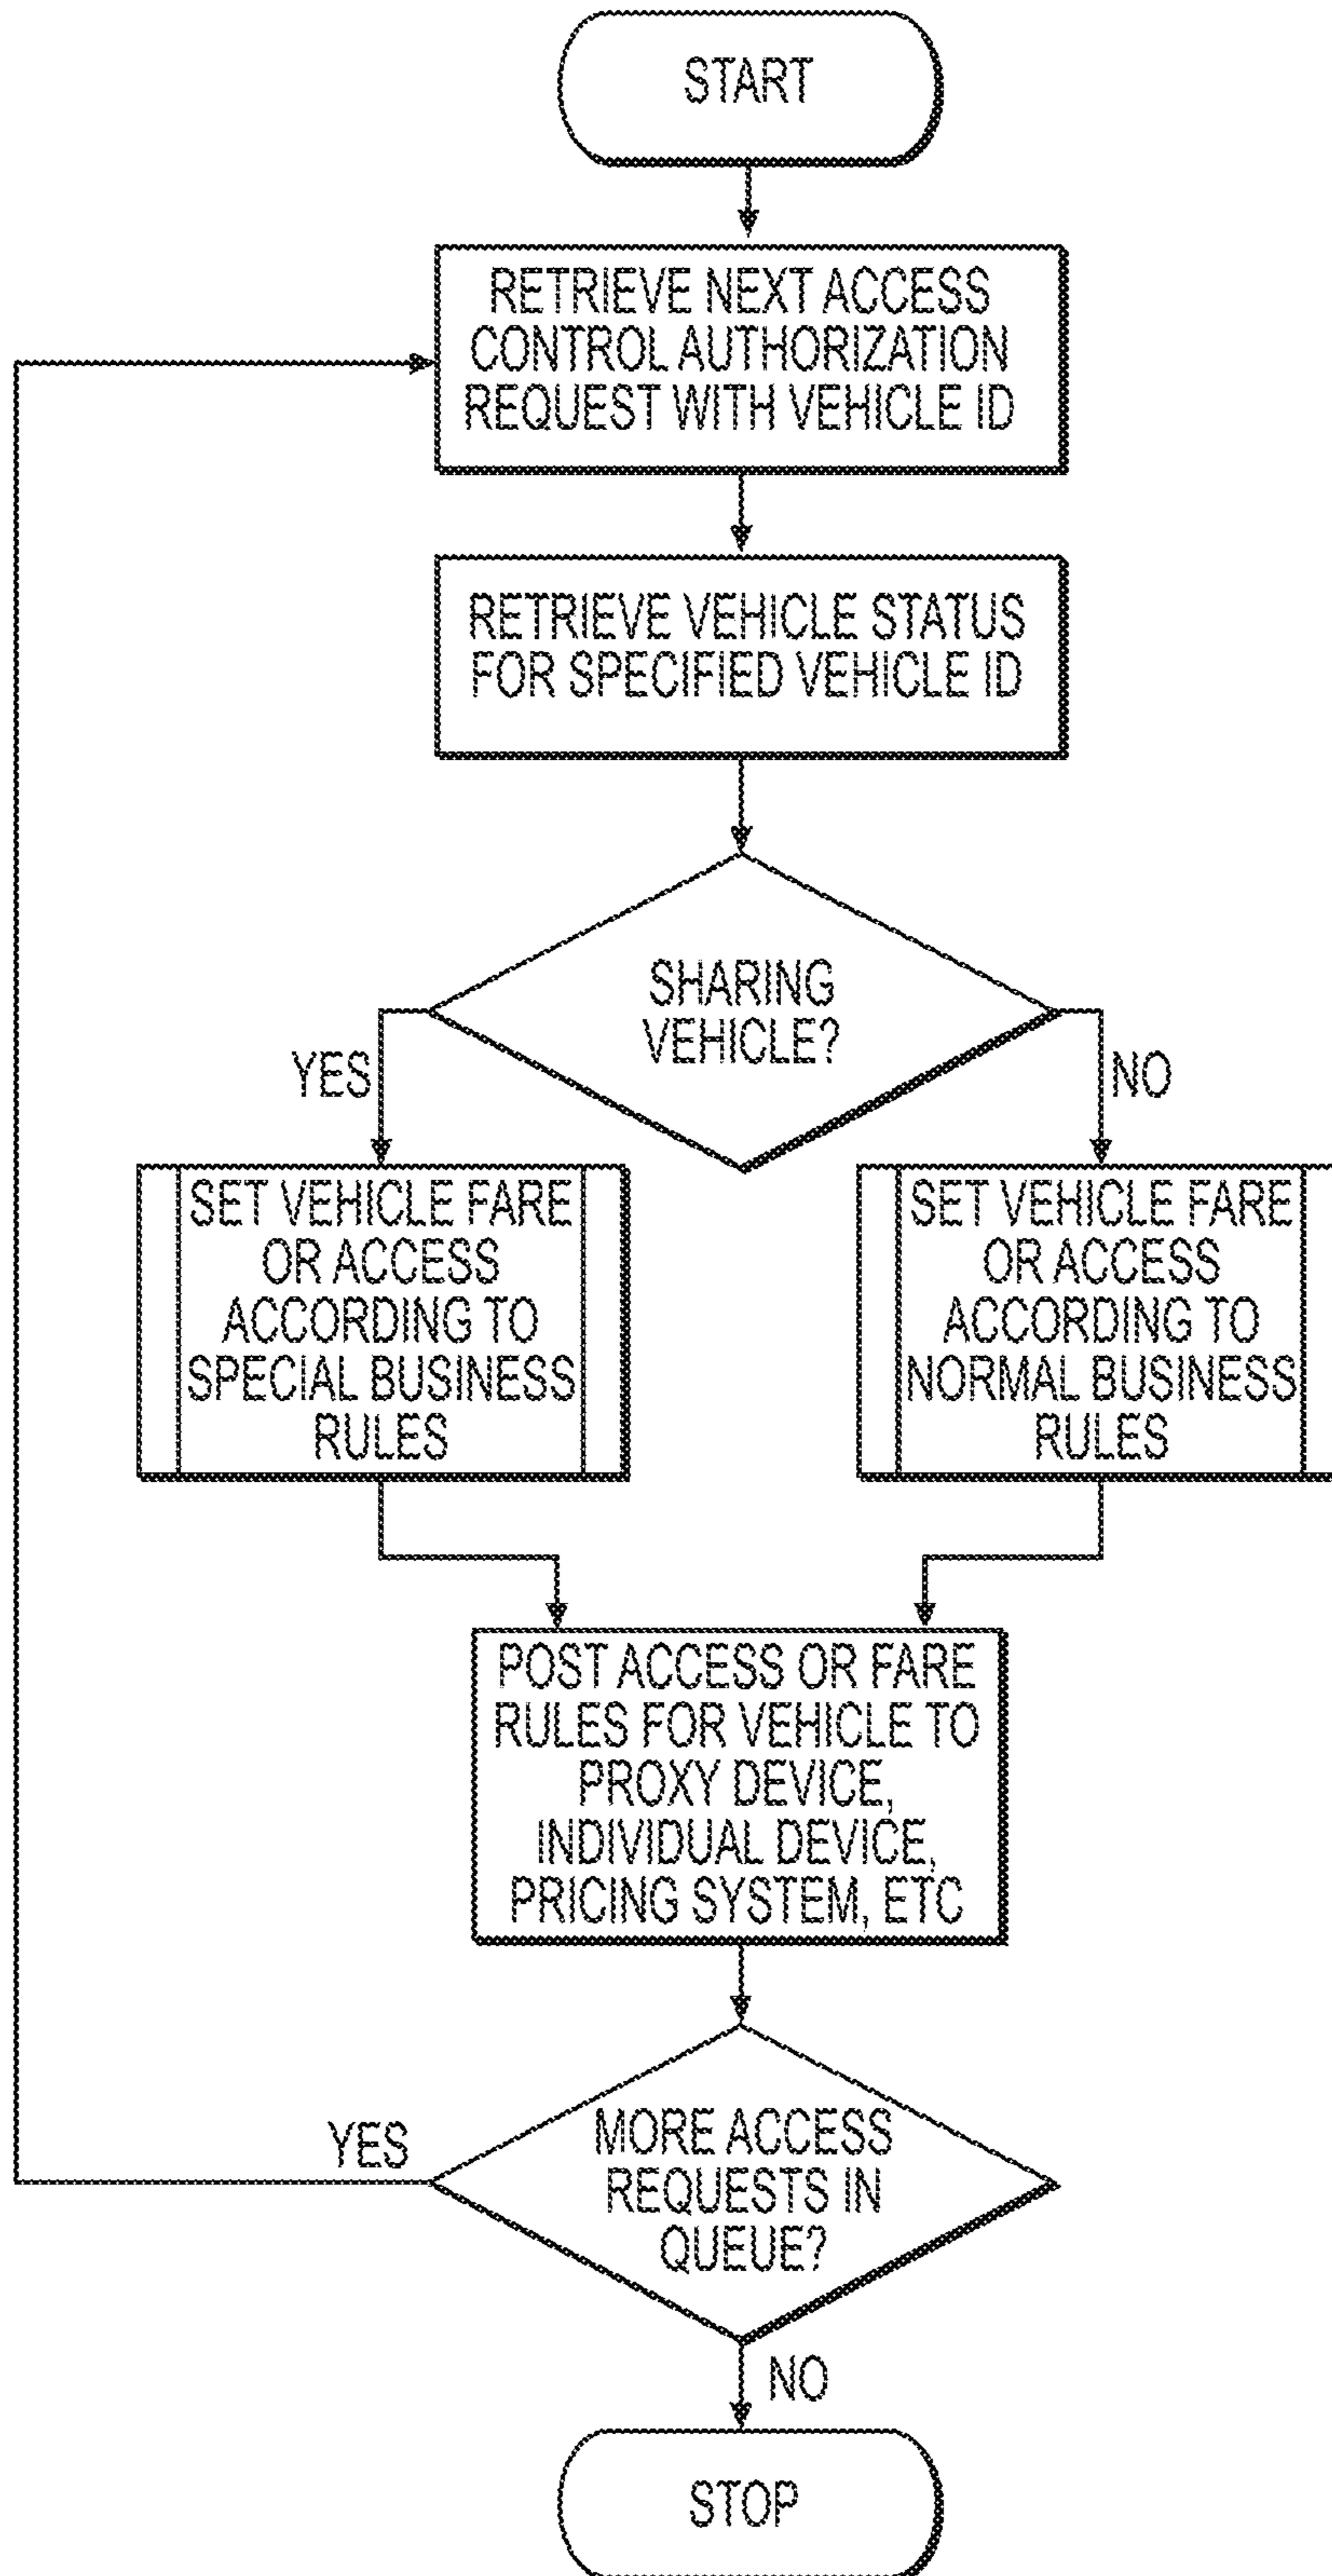 START
RETRIEVE NEXT ACCESS
CONTROL AUTHORIZATION
REQUEST WITH VEHICLE ID
RETRIEVE VEHICLE STATUS
FOR SPECIFIED VEHICLE ID
SHARING
VEHICLE?
YES
NO
SET VEHICLE FARE
OR ACCESS
ACCORDING TO
SPECIAL BUSINESS
RULES
SET VEHICLE FARE
OR ACCESS
ACCORDING TO
NORMAL BUSINESS
RULES
POST ACCESS OR FARE
RULES FOR VEHICLE TO
PROXY DEVICE,
INDIVIDUAL DEVICE,
PRICING SYSTEM, ETC
YES
MORE ACCESS
REQUESTS IN
QUEUE?
NO
STOP